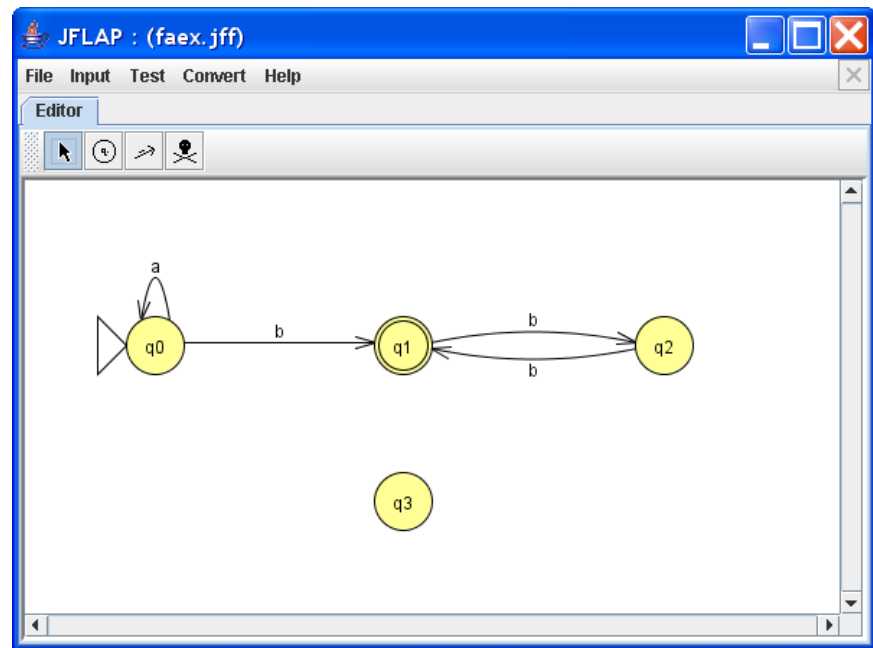 JFLAP : (faex.jff)
File Input Test Convert Help
Editor
q
a
b
b
q0
q1
q2
b
q3